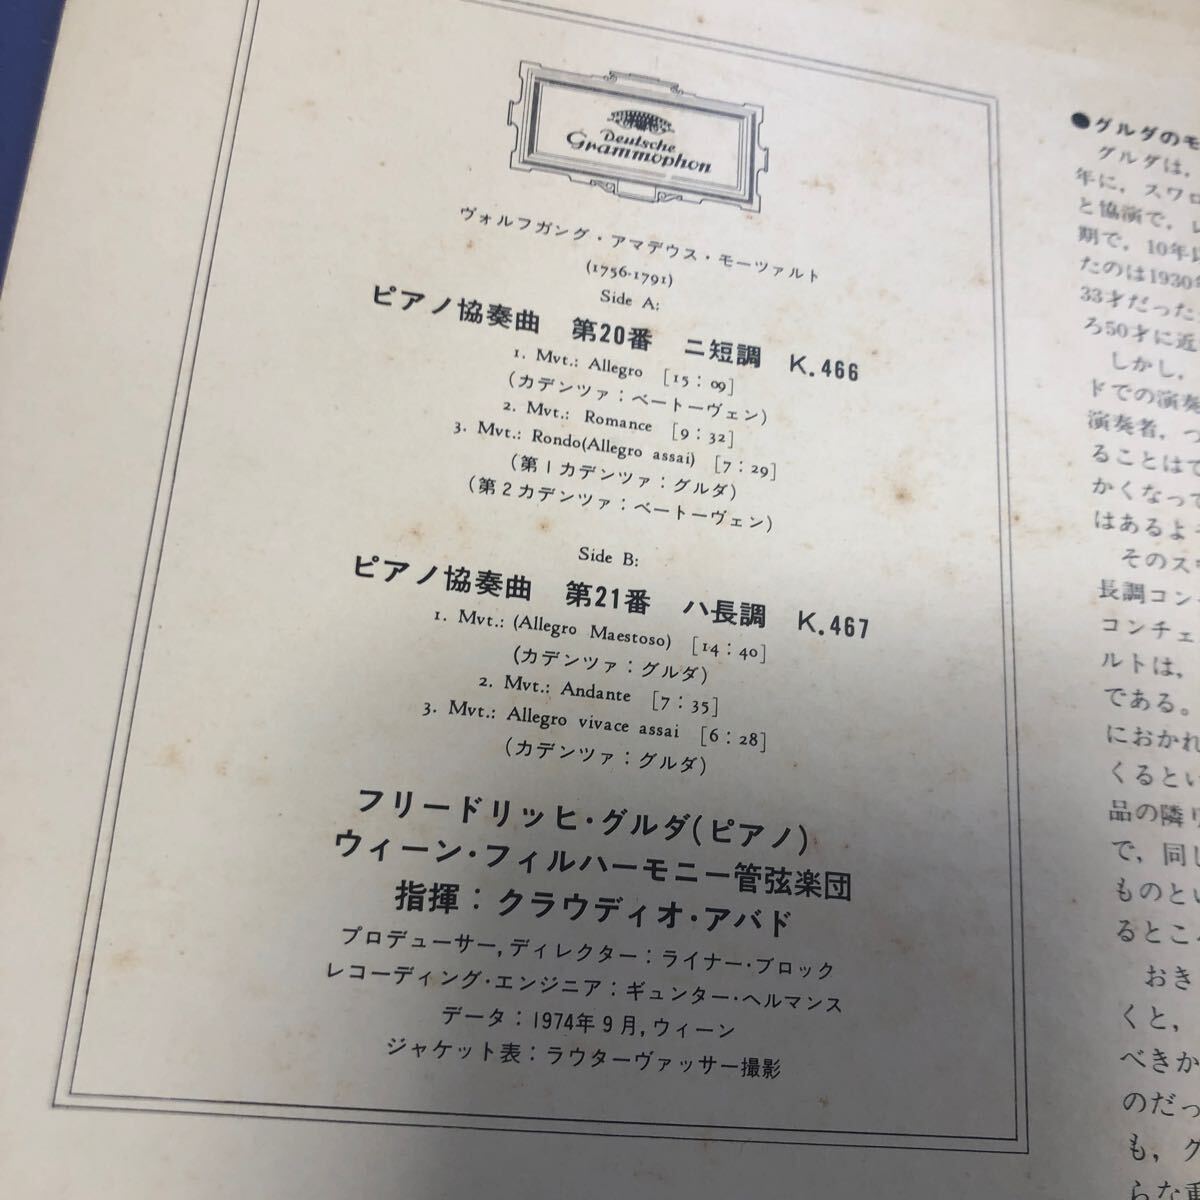 Deutsche
Grammophon
ヴォルフガング・アマデウス・モーツァルト
(1756-1791)
Side A:
ピアノ協奏曲 第20番 ニ短調 K.466
1. Mvt.: Allegro [15:09]
(カデンツァ:ベートーヴェン)
2. Mvt.: Romance [9:32]
3. Mvt.: Rondo(Allegro assai) [7:29]
(第1カデンツァ:グルダ)
(第2カデンツァ:ベートーヴェン)
Side B:
ピアノ協奏曲 第21番 ハ長調 K.467
1. Mvt.: (Allegro Maestoso) [14:40]
(カデンツァ:グルダ)
2. Mvt.: Andante [7:35]
3. Mvt.: Allegro vivace assai [6:28]
(カデンツァ:グルダ)
フリードリッヒ・グルダ(ピアノ)
ウィーン・フィルハーモニー管弦楽団
指揮:クラウディオ・アバド
プロデューサー,ディレクター:ライナー・ブロック
レコーディング・エンジニア:ギュンター・ヘルマンス
データ:1974年9月,ウィーン
ジャケット表:ラウターヴァッサー撮影
●グルダのモ
グルダは,
年に,スワロ
と協演で,レ
期で,10年以
たのは1930年
33才だった
ろ50才に近
しかし,
ドでの演奏
演奏者,つ
ることはで
かくなって
はあるよ
そのスワ
長調コン
コンチェ
ルトは,
である。
におかれ
くるとい
品の隣り
で,同じ
ものとい
るところ
おき
くと,
べきか
のだっ
も,グ
らな重